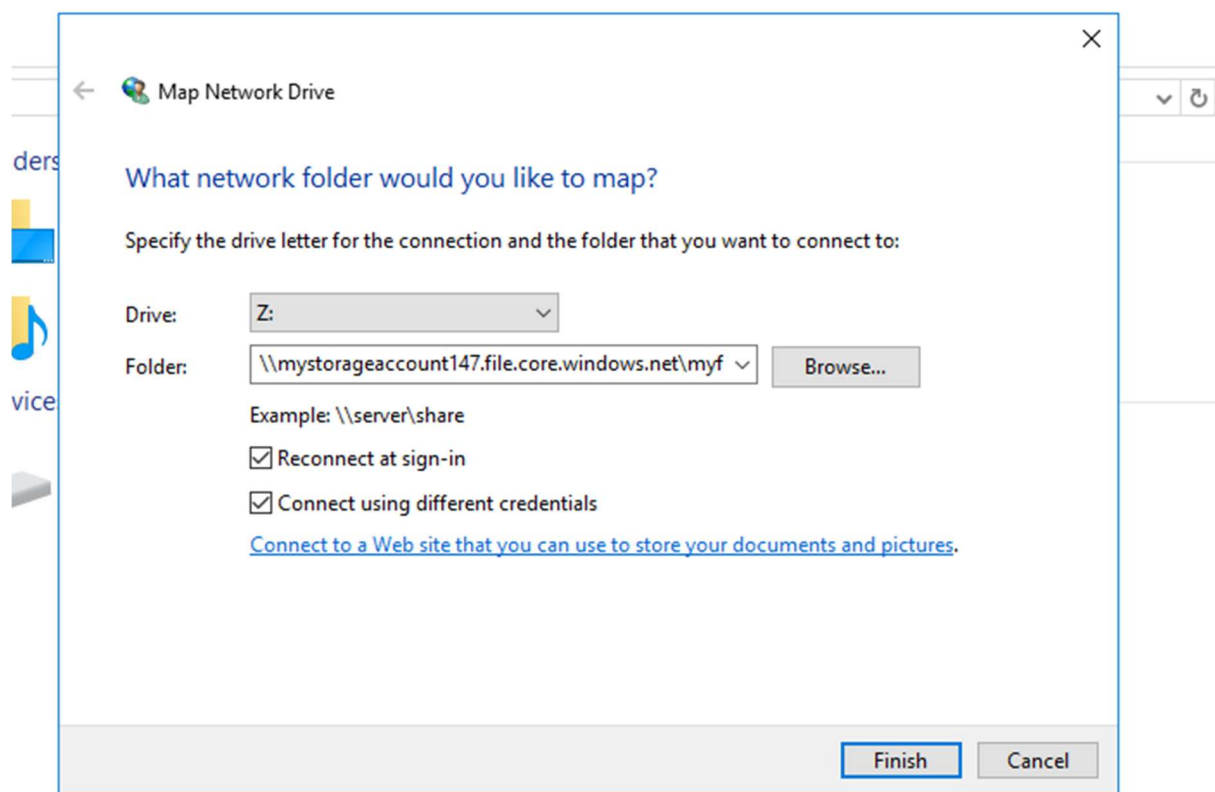 Map Network Drive
ders
What network folder would you like to map?
Specify the drive letter for the connection and the folder that you want to connect to:
Drive: Z:
Folder: \\mystorageaccount147.file.core.windows.net\myf Browse...
vice
Example: \\server\share
Reconnect at sign-in
Connect using different credentials
Connect to a Web site that you can use to store your documents and pictures.
Finish Cancel